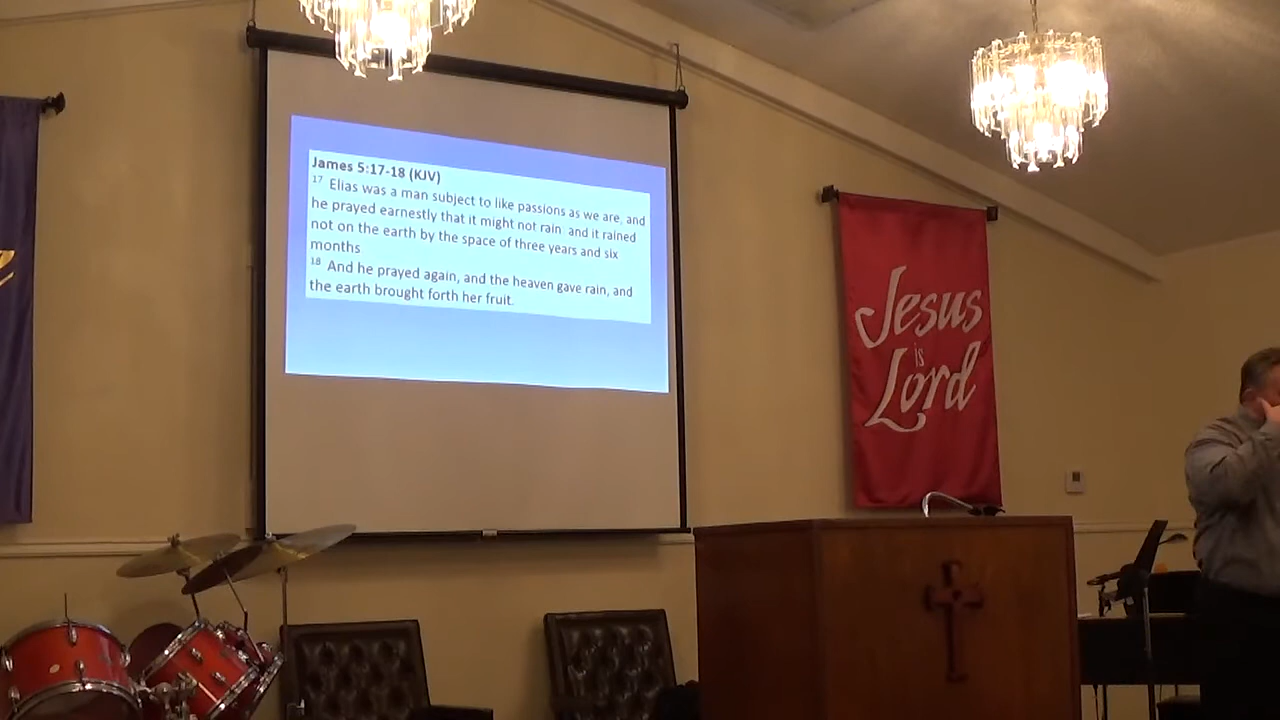 James 5:17-18 (KJV)
17 Elias was a man subject to like passions as we are, and
he prayed earnestly that it might not rain and it rained
not on the earth by the space of three years and six
months
18 And he prayed again, and the heaven gave rain, and
the earth brought forth her fruit.
Jesus
is
Lord